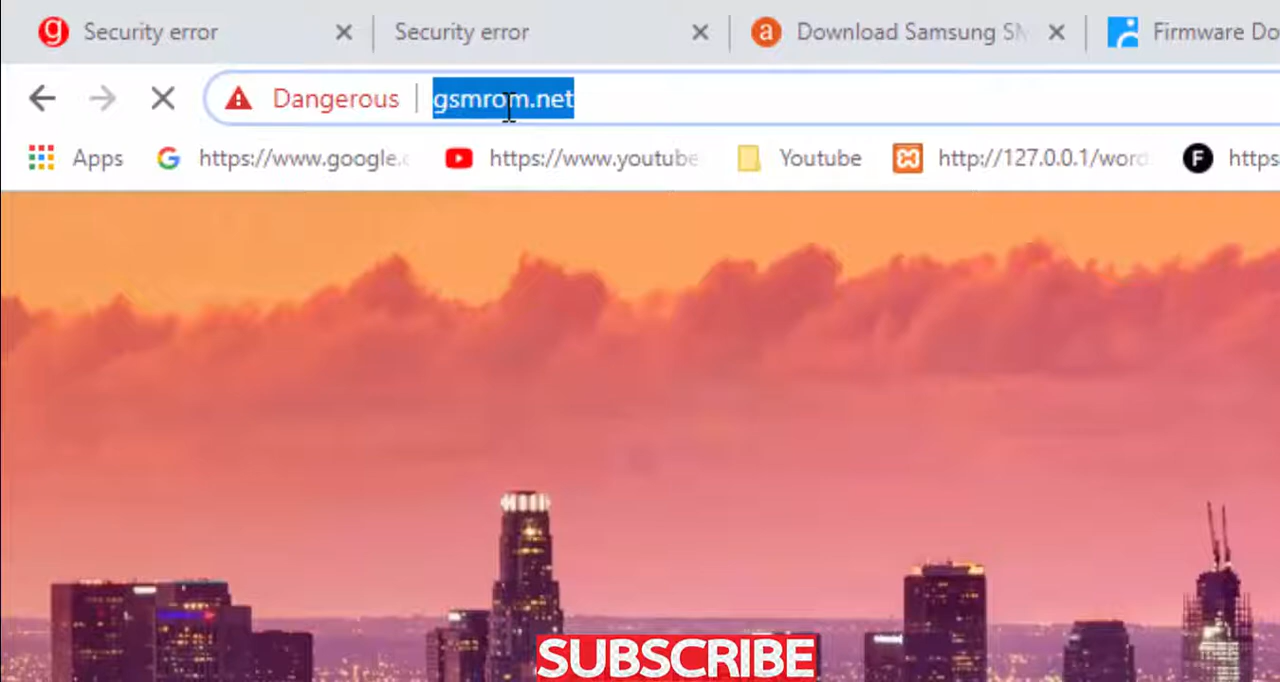 g Security error Security error a Download Samsung SM Firmware Do
Dangerous gsmrom.net
Apps G https://www.google.c https://www.youtube Youtube http://127.0.0.1/word F https
SUBSCRIBE